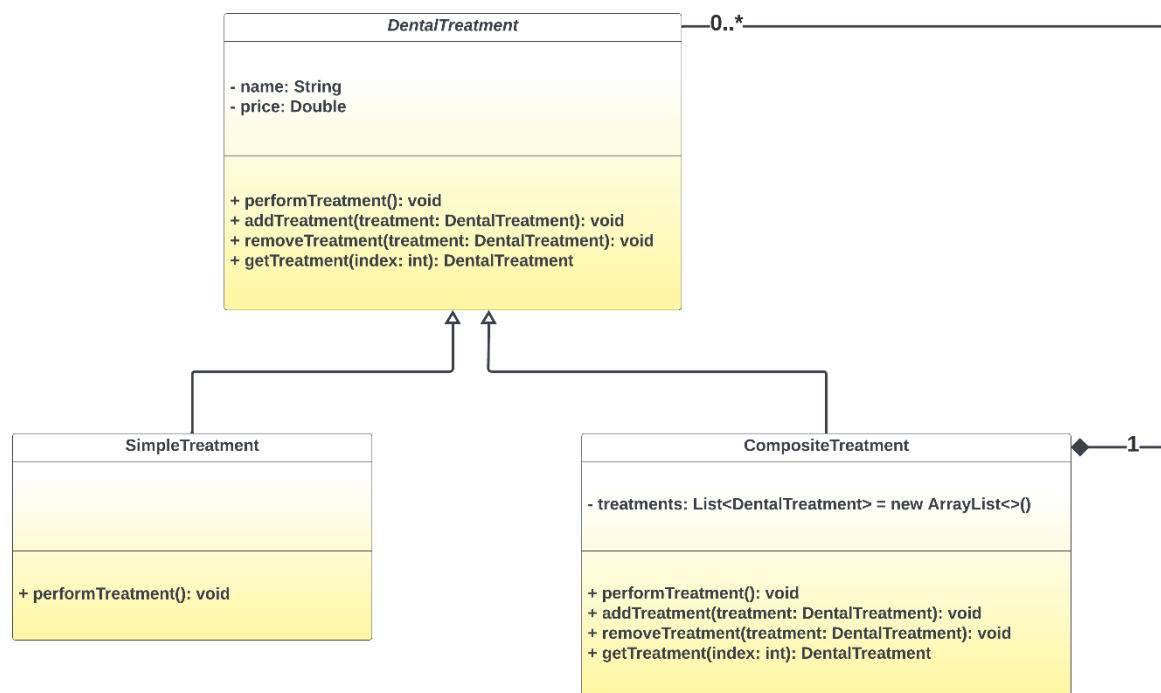 DentalTreatment
0..*
- name: String
- price: Double
+ performTreatment(): void
+ addTreatment(treatment: DentalTreatment): void
+ removeTreatment(treatment: DentalTreatment): void
+ getTreatment(index: int): DentalTreatment
SimpleTreatment
+ performTreatment(): void
CompositeTreatment
1
- treatments: List<DentalTreatment> = new ArrayList<>()
+ performTreatment(): void
+ addTreatment(treatment: DentalTreatment): void
+ removeTreatment(treatment: DentalTreatment): void
+ getTreatment(index: int): DentalTreatment